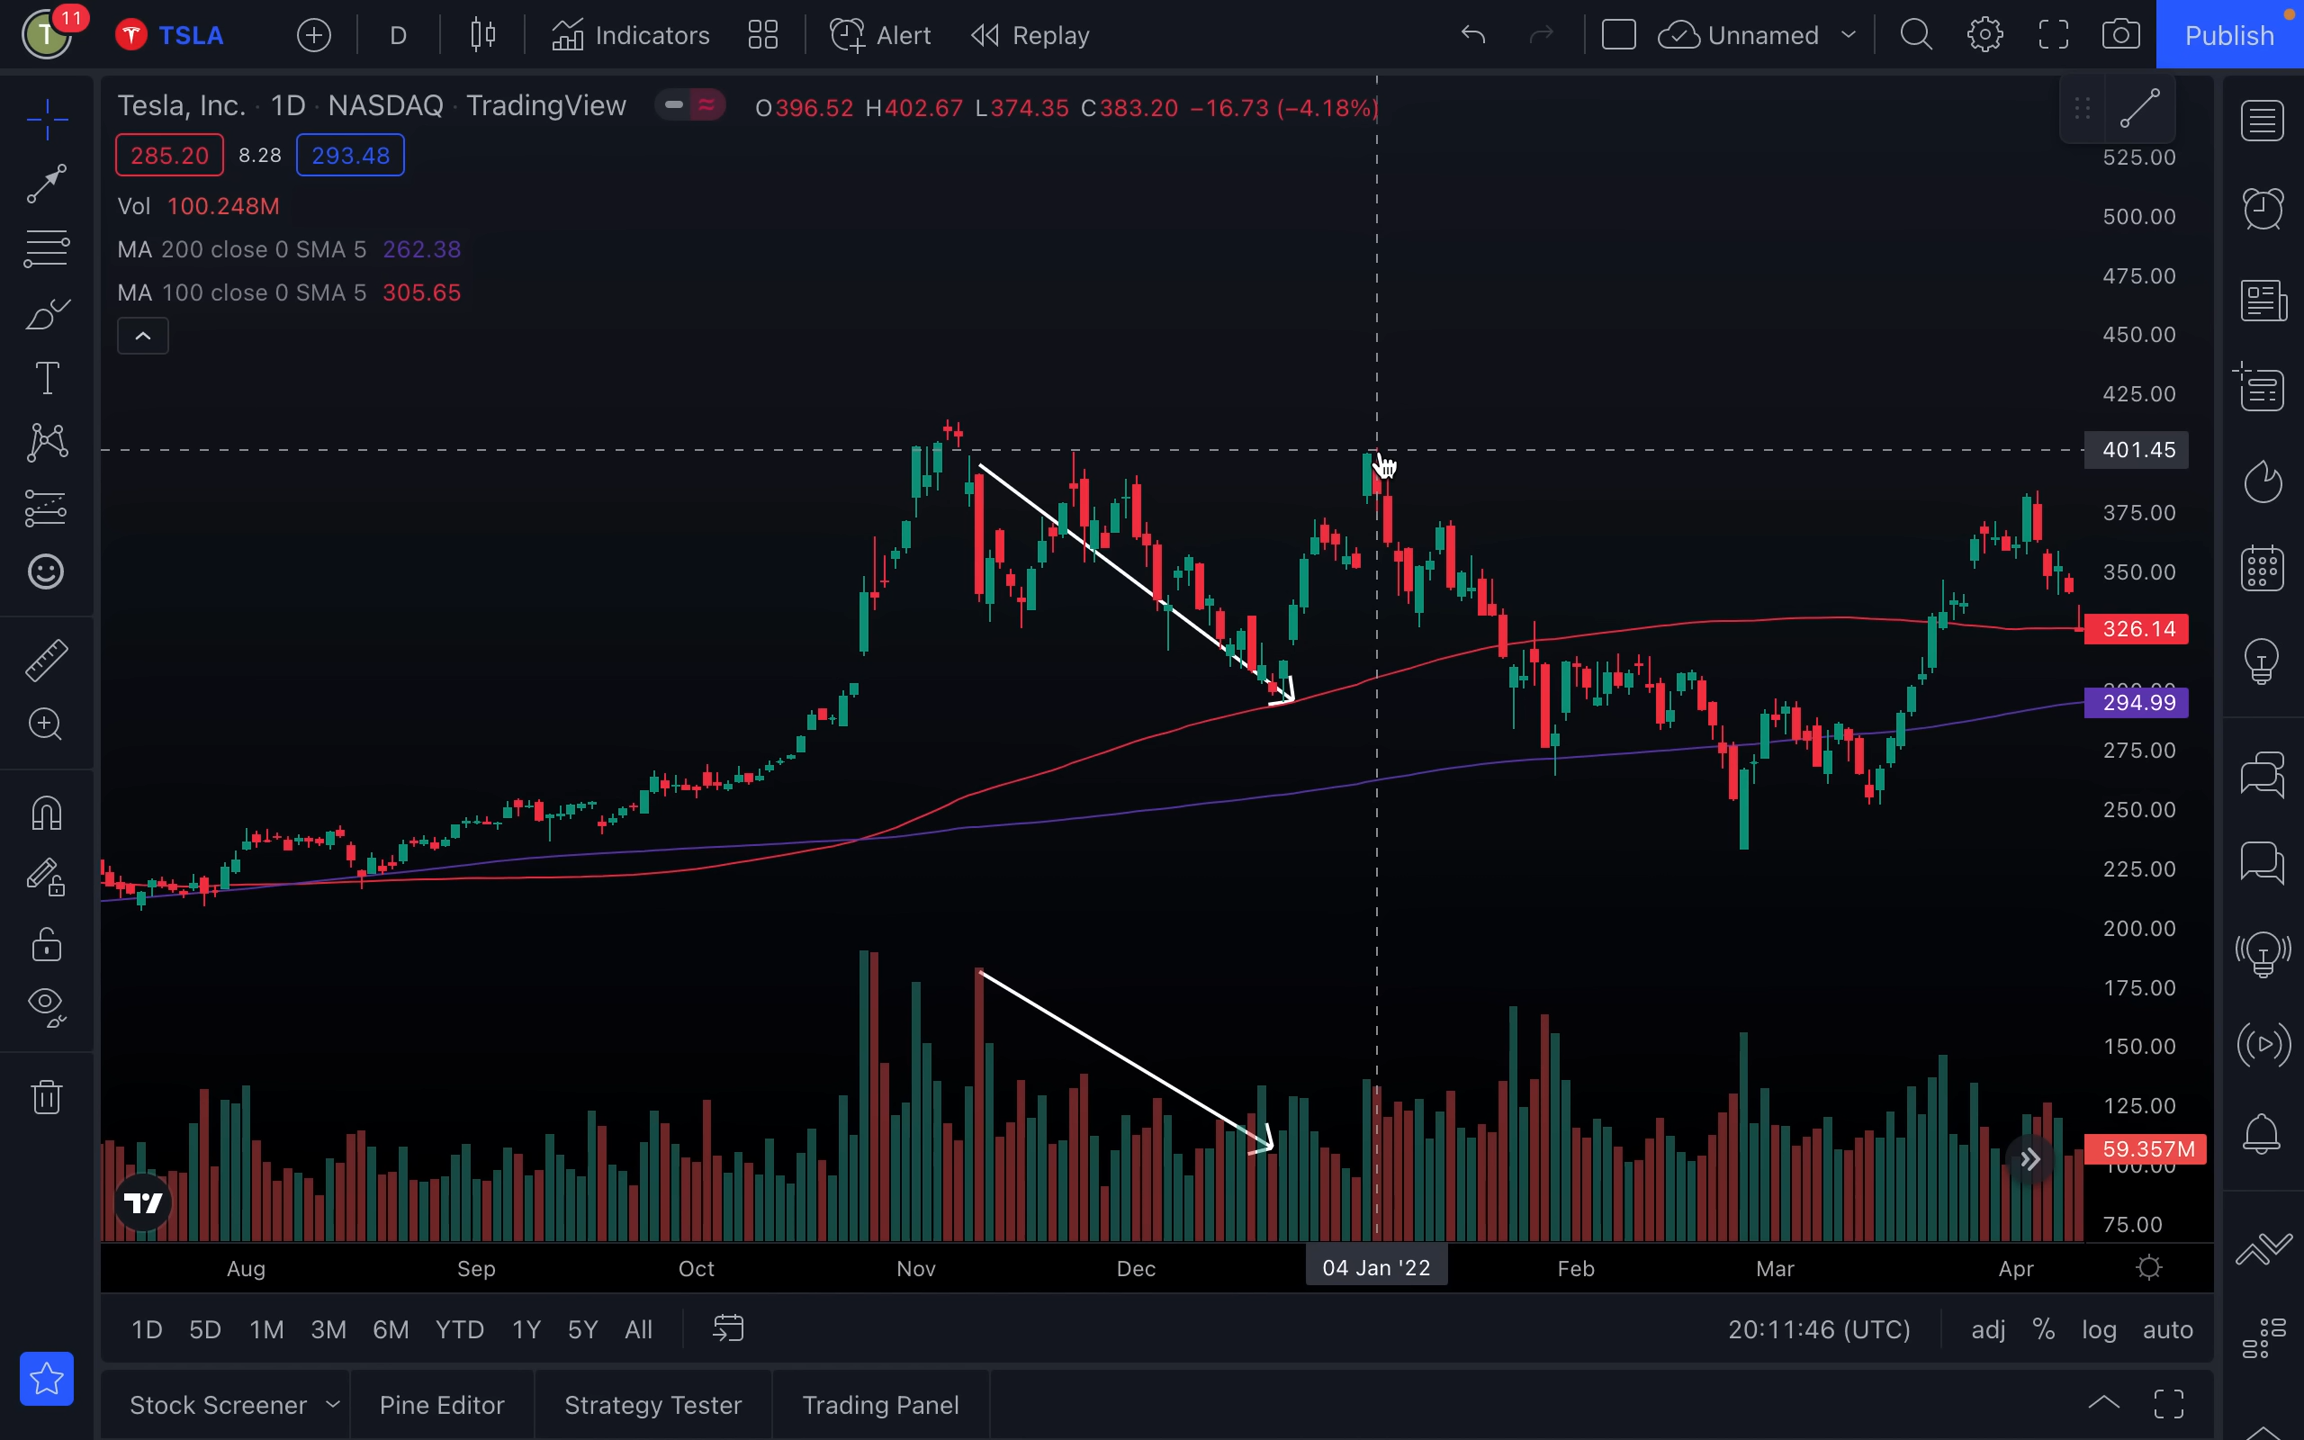 T 11 TSLA D Indicators Alert Replay Unnamed Publish
Tesla, Inc. · 1D · NASDAQ · TradingView O396.52 H402.67 L374.35 C383.20 −16.73 (−4.18%)
285.20 8.28 293.48
Vol 100.248M
MA 200 close 0 SMA 5 262.38
MA 100 close 0 SMA 5 305.65
525.00
500.00
475.00
450.00
425.00
401.45
375.00
350.00
326.14
294.99
275.00
250.00
225.00
200.00
175.00
150.00
125.00
59.357M
100.00
75.00
Aug Sep Oct Nov Dec 04 Jan '22 Feb Mar Apr
1D 5D 1M 3M 6M YTD 1Y 5Y All 20:11:46 (UTC) adj % log auto
Stock Screener Pine Editor Strategy Tester Trading Panel